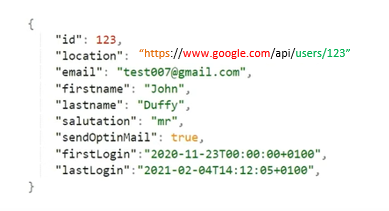 {
"id": 123,
"location": “https://www.google.com/api/users/123”
"email": "test007@gmail.com",
"firstname": "John",
"lastname": "Duffy",
"salutation": "mr",
"sendOptinMail": true,
"firstLogin":"2020-11-23T00:00:00+0100",
"lastLogin":"2021-02-04T14:12:05+0100",
}